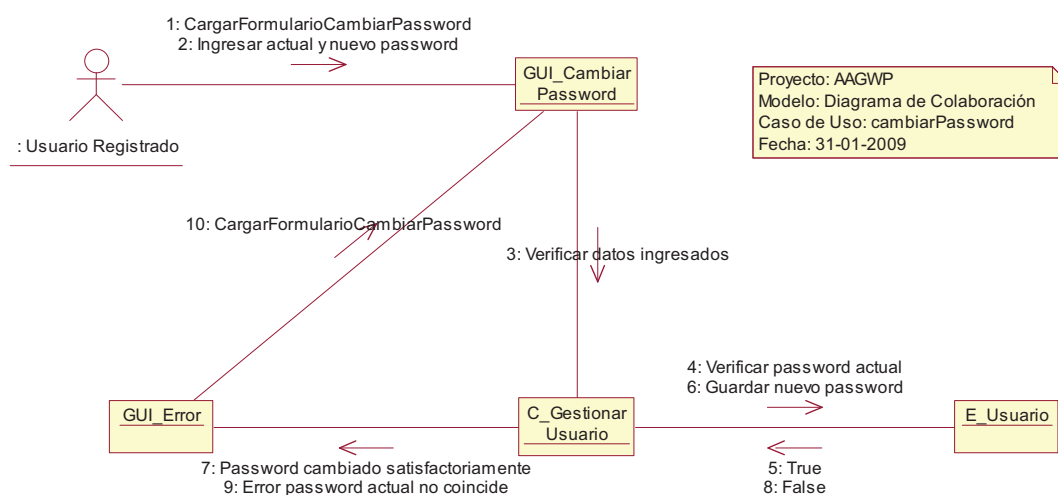 1: CargarFormularioCambiarPassword
2: Ingresar actual y nuevo password
GUI_Cambiar
Password
Proyecto: AAGWP
Modelo: Diagrama de Colaboración
Caso de Uso: cambiarPassword
Fecha: 31-01-2009
: Usuario Registrado
10: CargarFormularioCambiarPassword
3: Verificar datos ingresados
4: Verificar password actual
6: Guardar nuevo password
GUI_Error
C_Gestionar
Usuario
E_Usuario
7: Password cambiado satisfactoriamente
9: Error password actual no coincide
5: True
8: False